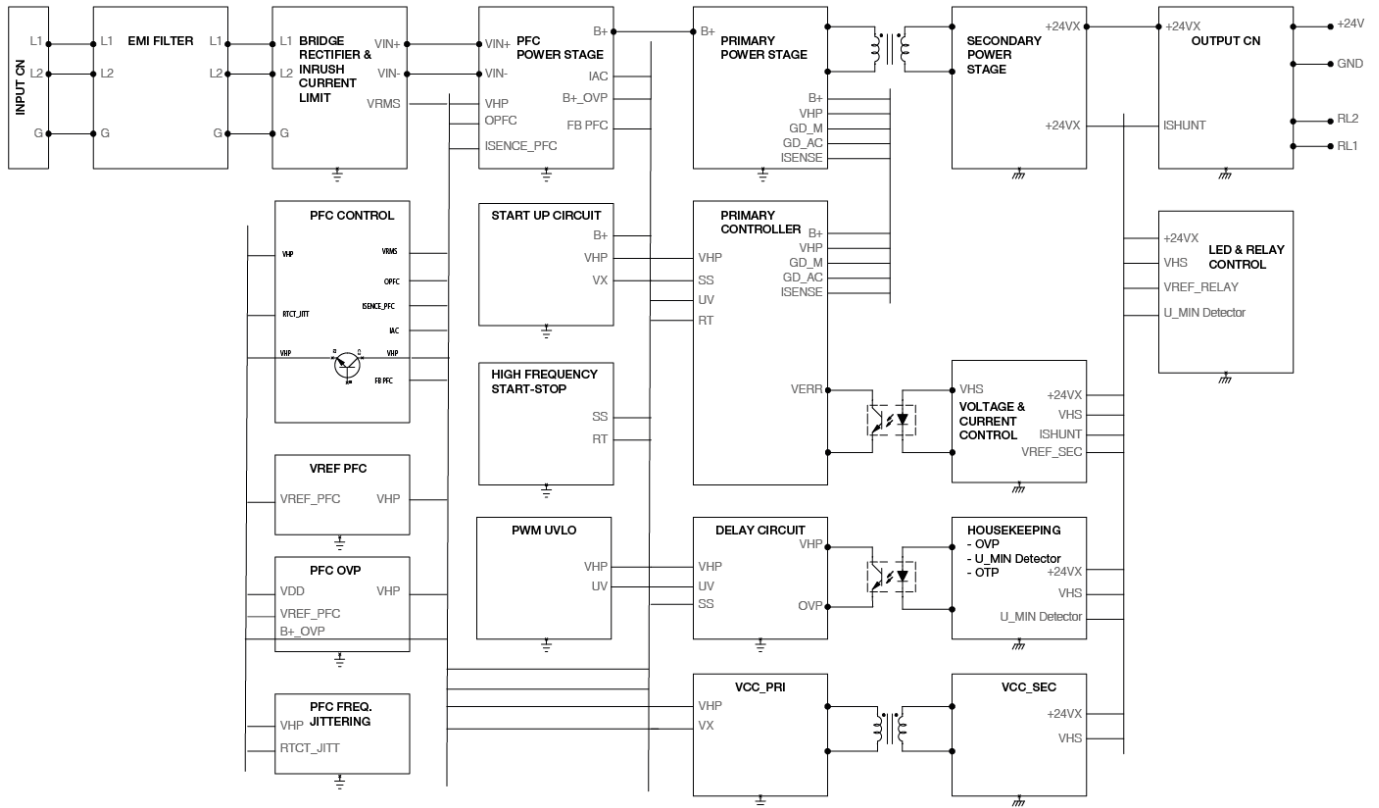 INPUT CN
L1
L2
G
EMI FILTER
L1
L2
G
L1
L2
G
BRIDGE
RECTIFIER &
INRUSH
CURRENT
LIMIT
L1
L2
G
VIN+
VIN-
VRMS
PFC
POWER STAGE
VIN+
VIN-
VHP
OPFC
ISENCE_PFC
B+
IAC
B+_OVP
FB PFC
PRIMARY
POWER STAGE
B+
B+
VHP
GD_M
GD_AC
ISENSE
SECONDARY
POWER
STAGE
+24VX
+24VX
OUTPUT CN
+24VX
ISHUNT
+24V
GND
RL2
RL1
PFC CONTROL
VHP
RTCT_JITT
VHP
VRMS
OPFC
ISENCE_PFC
IAC
VHP
FB PFC
START UP CIRCUIT
B+
VHP
VX
PRIMARY
CONTROLLER
VHP
SS
UV
RT
B+
VHP
GD_M
GD_AC
ISENSE
VERR
LED & RELAY
CONTROL
+24VX
VHS
VREF_RELAY
U_MIN Detector
HIGH FREQUENCY
START-STOP
SS
RT
VHS
VOLTAGE &
CURRENT
CONTROL
+24VX
VHS
ISHUNT
VREF_SEC
VREF PFC
VREF_PFC
VHP
PWM UVLO
VHP
UV
DELAY CIRCUIT
VHP
VHP
UV
SS
OVP
HOUSEKEEPING
- OVP
- U_MIN Detector
- OTP
+24VX
VHS
U_MIN Detector
PFC OVP
VDD
VHP
VREF_PFC
B+_OVP
PFC FREQ.
JITTERING
VHP
RTCT_JITT
VCC_PRI
VHP
VX
VCC_SEC
+24VX
VHS